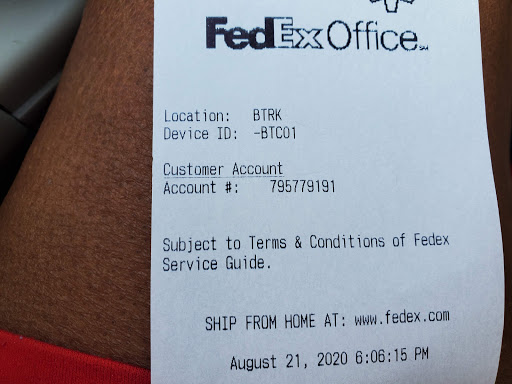 FedEx Office SM
Location: BTRK
Device ID: -BTC01
Customer Account
Account #: 795779191
Subject to Terms & Conditions of Fedex
Service Guide.
SHIP FROM HOME AT: www.fedex.com
August 21, 2020 6:06:15 PM